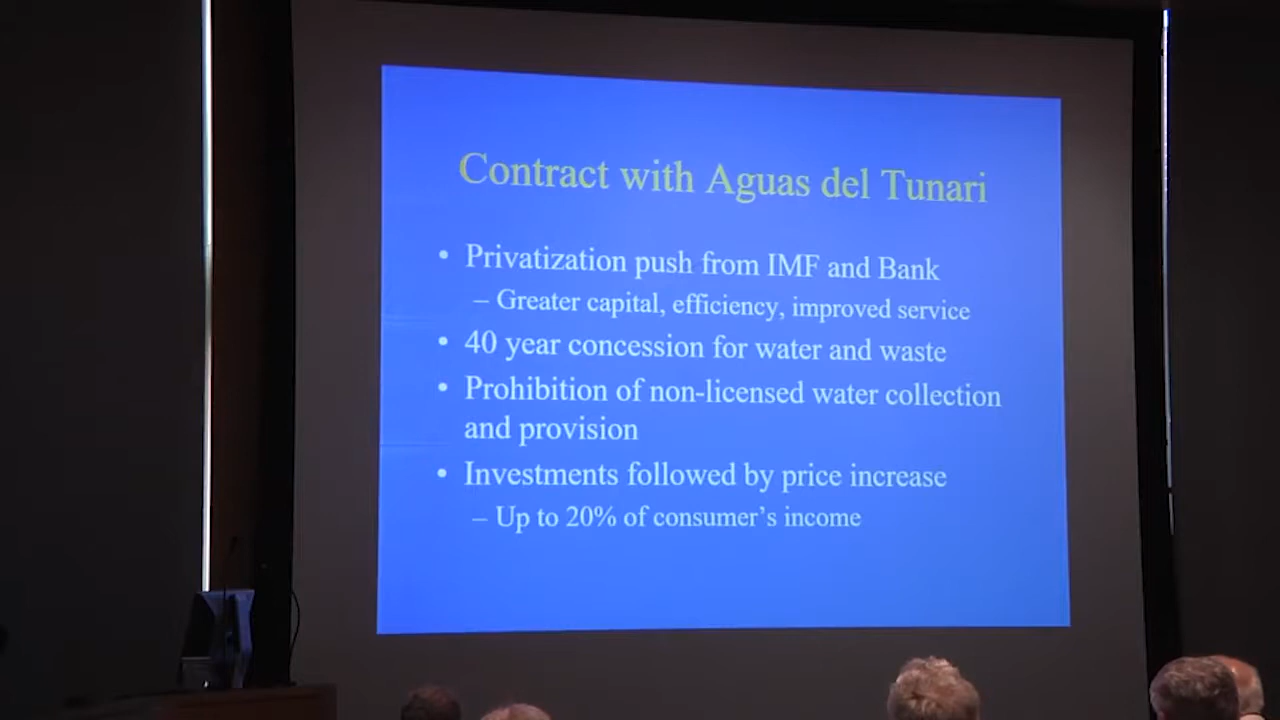 Contract with Aguas del Tunari
• Privatization push from IMF and Bank
– Greater capital, efficiency, improved service
• 40 year concession for water and waste
• Prohibition of non-licensed water collection
and provision
• Investments followed by price increase
– Up to 20% of consumer's income